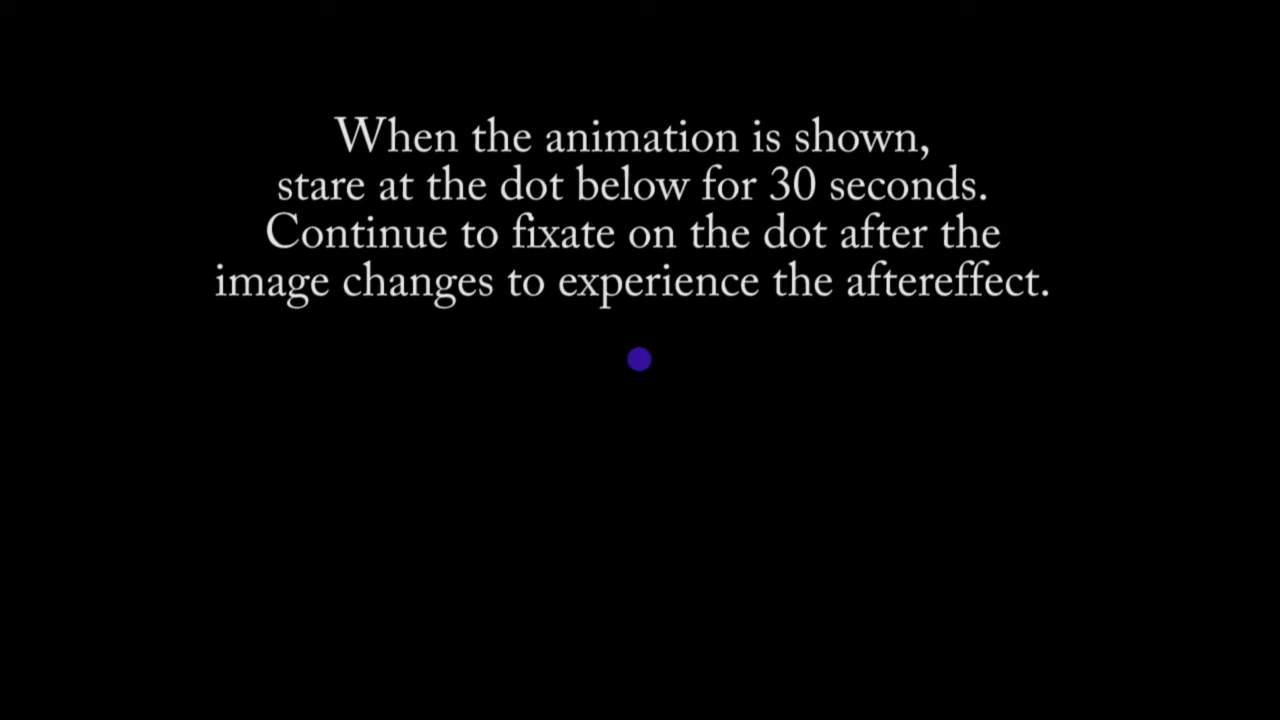 When the animation is shown,
stare at the dot below for 30 seconds.
Continue to fixate on the dot after the
image changes to experience the aftereffect.